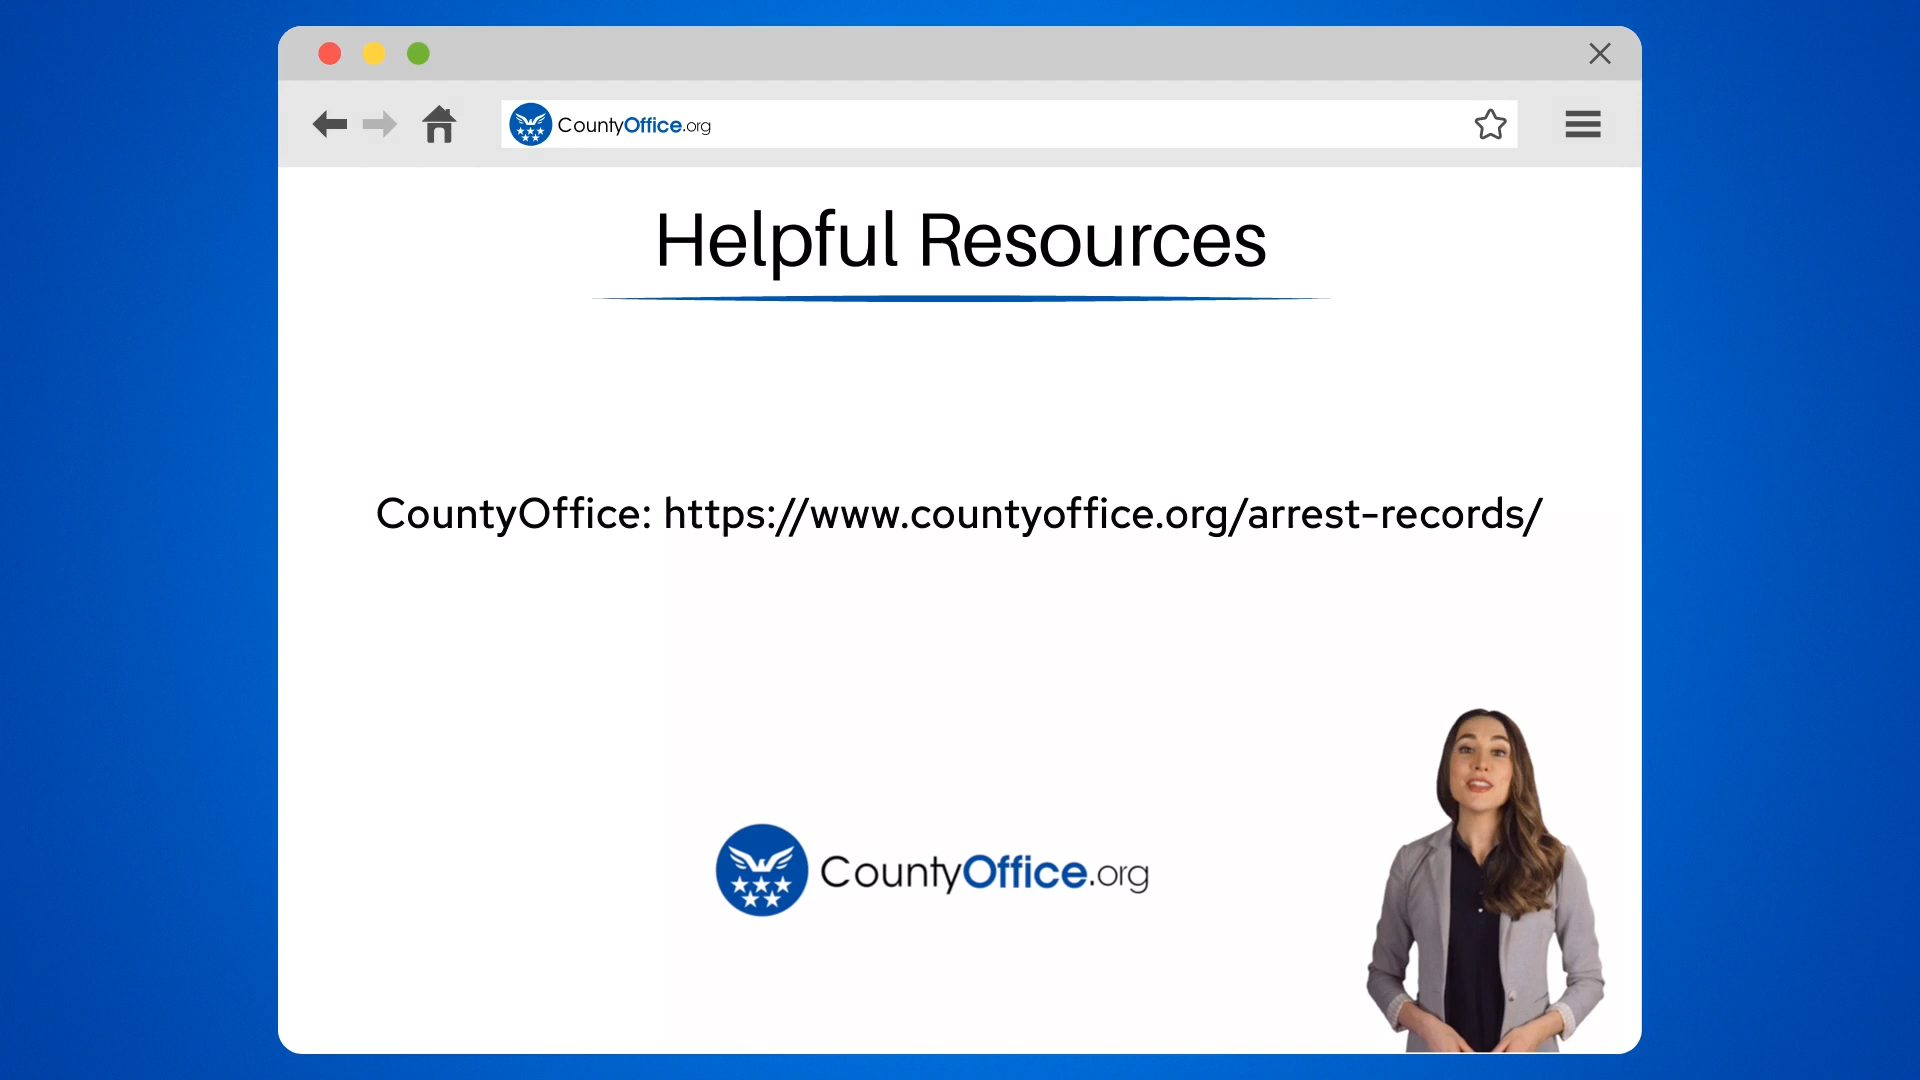 CountyOffice.org
Helpful Resources
CountyOffice: https://www.countyoffice.org/arrest-records/
CountyOffice.org